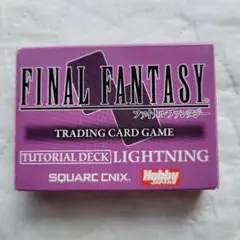 FINAL FANTASY
ファイナルファンタジー
TRADING CARD GAME
TUTORIAL DECK LIGHTNING
SQUARE ENIX
Hobby
JAPAN